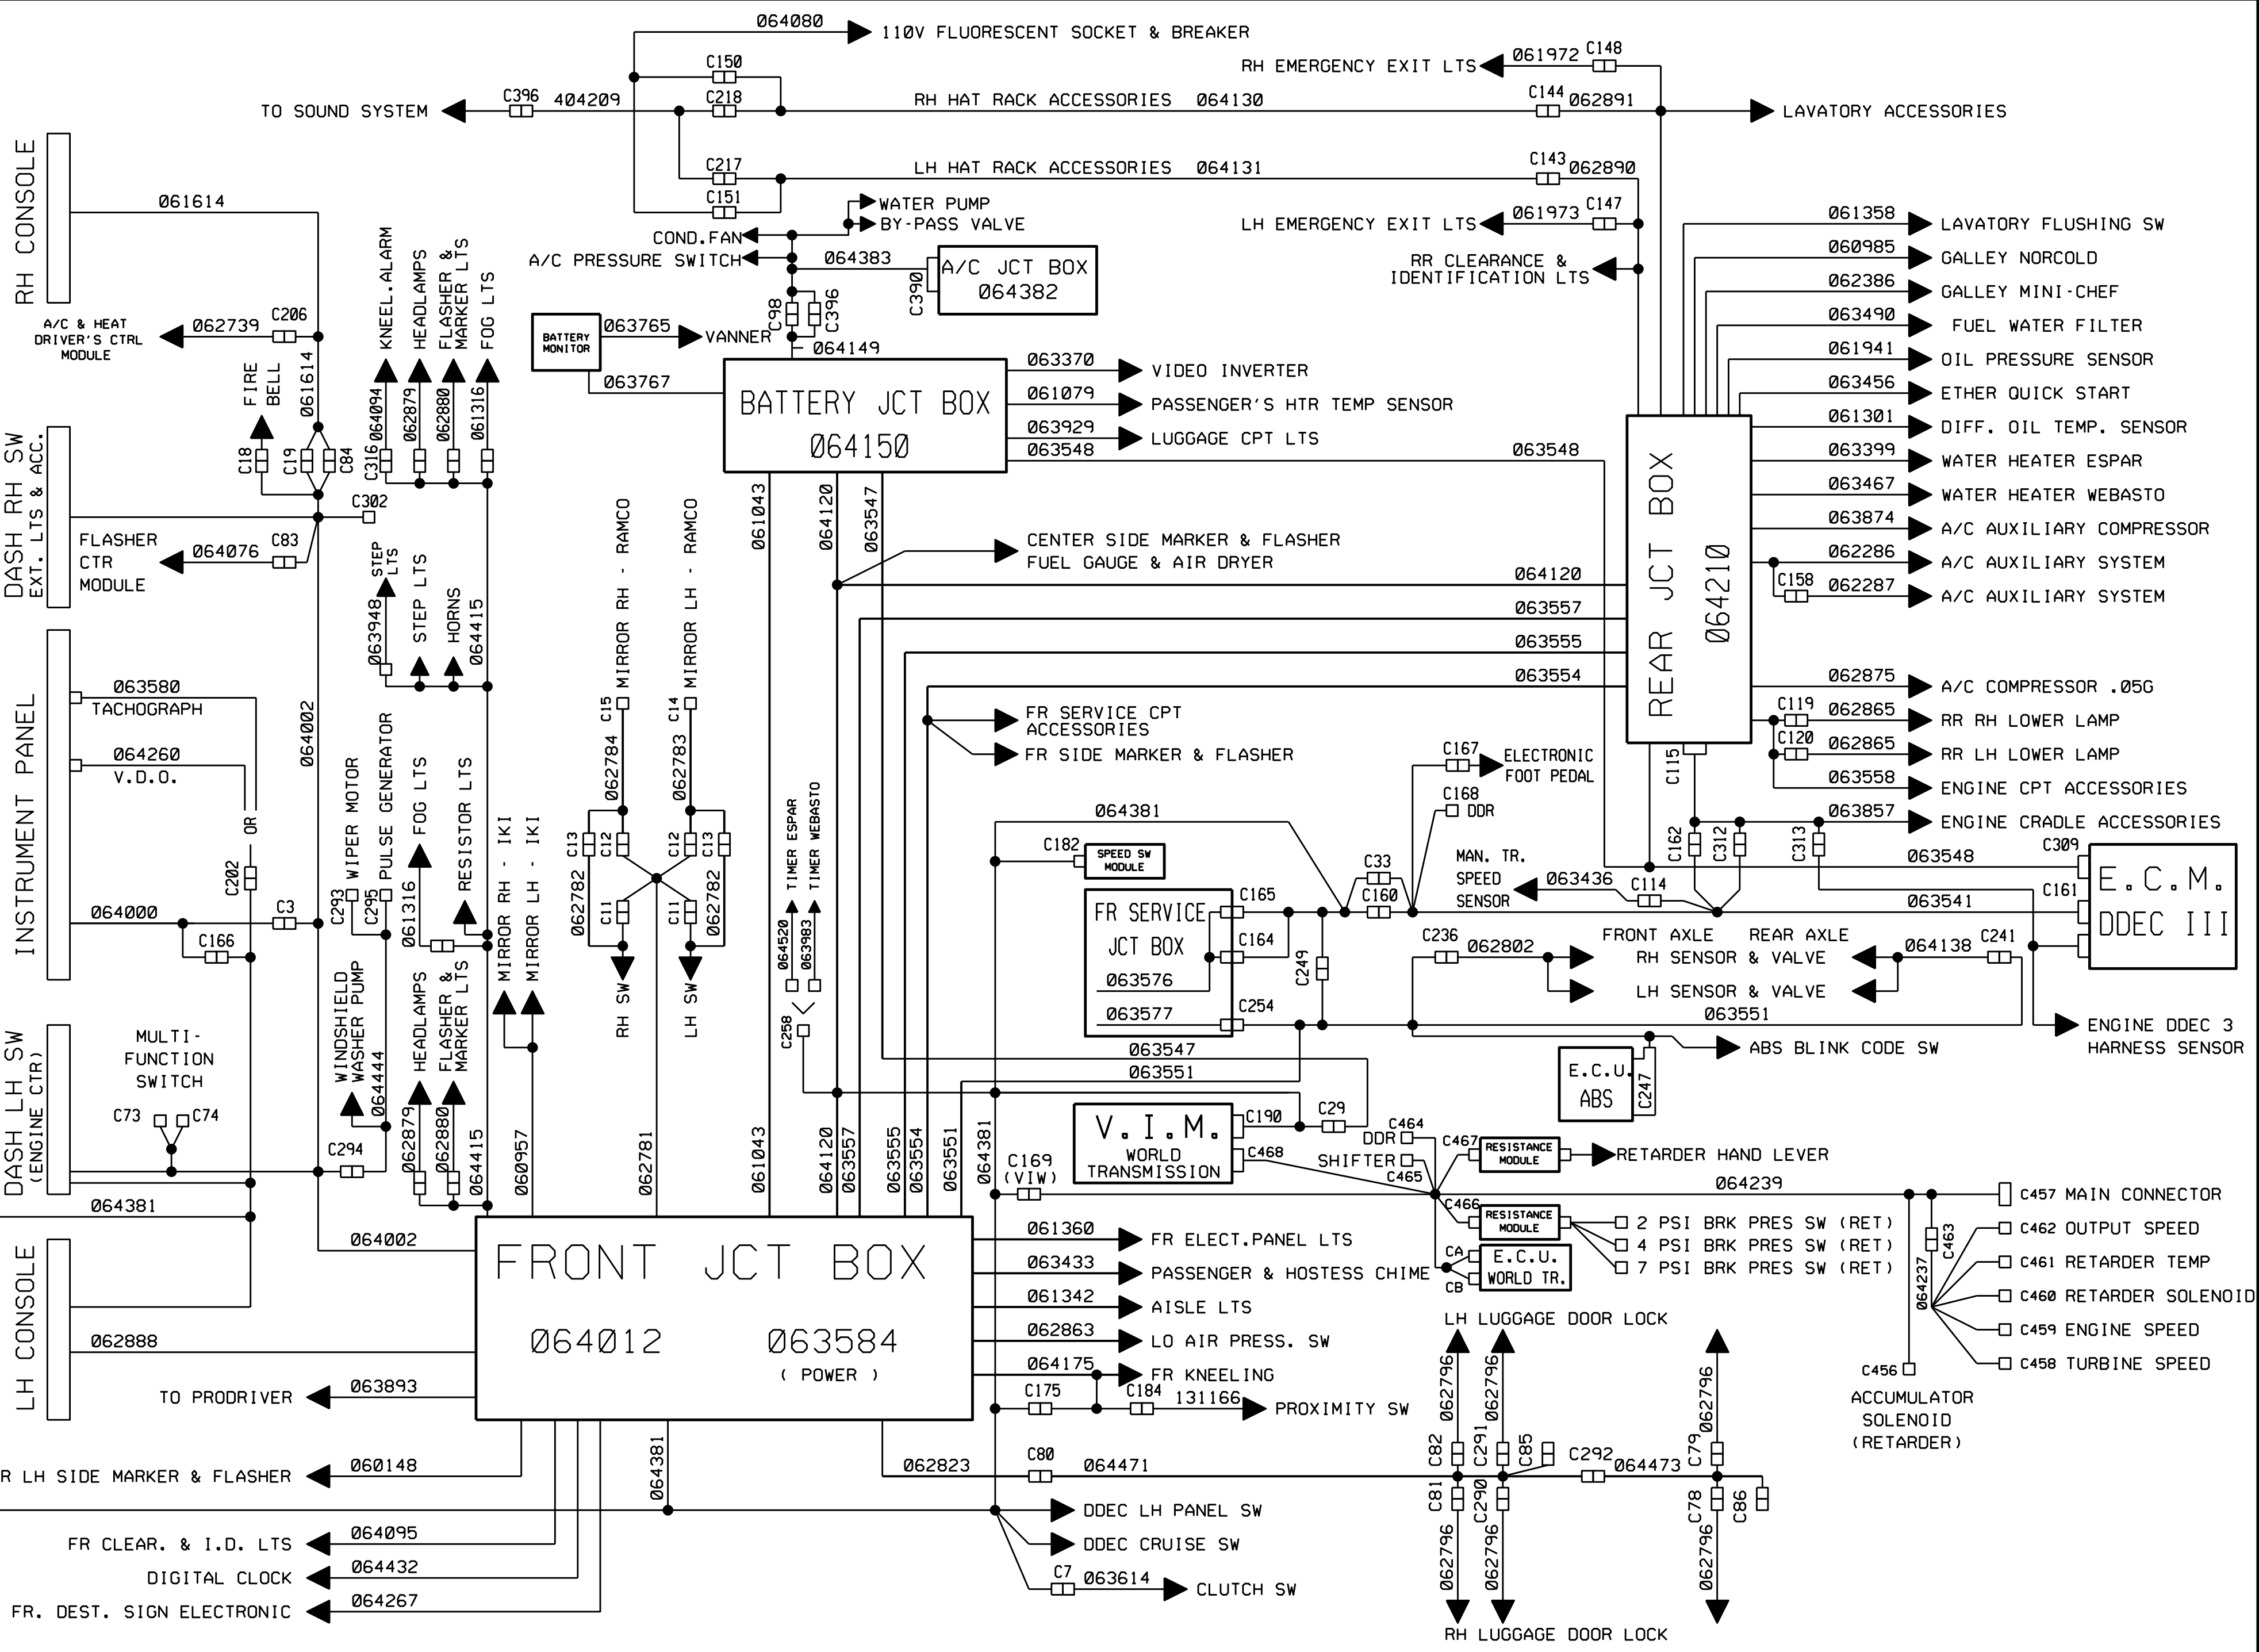 064080
110V FLUORESCENT SOCKET & BREAKER
C150
RH EMERGENCY EXIT LTS
061972
C148
TO SOUND SYSTEM
C396
404209
C218
RH HAT RACK ACCESSORIES 064130
C144
062891
LAVATORY ACCESSORIES
C217
LH HAT RACK ACCESSORIES 064131
C143
062890
C151
WATER PUMP
BY-PASS VALVE
LH EMERGENCY EXIT LTS
061973
C147
COND.FAN
A/C PRESSURE SWITCH
064383
C390
A/C JCT BOX
064382
RR CLEARANCE &
IDENTIFICATION LTS
C98
C396
RH CONSOLE
061614
A/C & HEAT
DRIVER'S CTRL
MODULE
062739
C206
061614
FIRE
BELL
C18
C19
C84
KNEEL.ALARM
HEADLAMPS
FLASHER &
MARKER LTS
FOG LTS
C316
064094
062879
062880
061316
BATTERY
MONITOR
063765
VANNER
063767
064149
BATTERY JCT BOX
064150
063370
VIDEO INVERTER
061079
PASSENGER'S HTR TEMP SENSOR
063929
LUGGAGE CPT LTS
063548
063548
061358
LAVATORY FLUSHING SW
060985
GALLEY NORCOLD
062386
GALLEY MINI-CHEF
063490
FUEL WATER FILTER
061941
OIL PRESSURE SENSOR
063456
ETHER QUICK START
061301
DIFF. OIL TEMP. SENSOR
063399
WATER HEATER ESPAR
063467
WATER HEATER WEBASTO
063874
A/C AUXILIARY COMPRESSOR
062286
A/C AUXILIARY SYSTEM
C158
062287
A/C AUXILIARY SYSTEM
REAR JCT BOX
064210
062875
A/C COMPRESSOR .05G
C119
062865
RR RH LOWER LAMP
C120
062865
RR LH LOWER LAMP
063558
ENGINE CPT ACCESSORIES
063857
ENGINE CRADLE ACCESSORIES
C115
C162
C312
C313
DASH RH SW
EXT. LTS & ACC.
C302
FLASHER
CTR
MODULE
064076
C83
061043
064120
063547
CENTER SIDE MARKER & FLASHER
FUEL GAUGE & AIR DRYER
064120
063557
063555
063554
FR SERVICE CPT
ACCESSORIES
FR SIDE MARKER & FLASHER
STEP
LTS
063948
STEP LTS
HORNS
064415
MIRROR RH - RAMCO
MIRROR LH - RAMCO
C15
C14
062784
062783
C13
C12
C12
C13
062782
C11
C11
062782
RH SW
LH SW
INSTRUMENT PANEL
063580
TACHOGRAPH
064260
V.D.O.
OR
064002
C202
064000
C3
C166
WIPER MOTOR
PULSE GENERATOR
C293
C295
FOG LTS
061316
RESISTOR LTS
MIRROR RH - IKI
MIRROR LH - IKI
TIMER ESPAR
TIMER WEBASTO
064520
063983
C258
064381
C182
SPEED SW
MODULE
C167
ELECTRONIC
FOOT PEDAL
C168
DDR
C33
C160
MAN. TR.
SPEED
SENSOR
063436
C114
063548
C309
C161
063541
E.C.M.
DDEC III
FR SERVICE
JCT BOX
063576
063577
C165
C164
C249
C254
C236
062802
FRONT AXLE REAR AXLE
RH SENSOR & VALVE
LH SENSOR & VALVE
064138
C241
063551
ENGINE DDEC 3
HARNESS SENSOR
ABS BLINK CODE SW
E.C.U.
ABS
C247
063547
063551
DASH LH SW
(ENGINE CTR)
MULTI-
FUNCTION
SWITCH
C73
C74
WINDSHIELD
WASHER PUMP
064444
C294
HEADLAMPS
FLASHER &
MARKER LTS
062879
062880
064415
060957
062781
061043
064120
063557
063555
063554
063551
064381
V.I.M.
WORLD
TRANSMISSION
C190
C29
C468
C464
DDR
SHIFTER
C465
C467
RESISTANCE
MODULE
RETARDER HAND LEVER
C169
(VIW)
064239
C466
RESISTANCE
MODULE
2 PSI BRK PRES SW (RET)
4 PSI BRK PRES SW (RET)
7 PSI BRK PRES SW (RET)
CA
CB
E.C.U.
WORLD TR.
C457 MAIN CONNECTOR
C462 OUTPUT SPEED
C461 RETARDER TEMP
C460 RETARDER SOLENOID
C459 ENGINE SPEED
C458 TURBINE SPEED
C463
064237
C456
ACCUMULATOR
SOLENOID
(RETARDER)
064381
LH CONSOLE
064002
062888
FRONT JCT BOX
064012
063584
( POWER )
061360
FR ELECT.PANEL LTS
063433
PASSENGER & HOSTESS CHIME
061342
AISLE LTS
062863
LO AIR PRESS. SW
064175
FR KNEELING
C175
C184
131166
PROXIMITY SW
TO PRODRIVER
063893
R LH SIDE MARKER & FLASHER
060148
064381
062823
C80
064471
LH LUGGAGE DOOR LOCK
062796
062796
062796
C82
C291
C85
C292
064473
C79
C81
C290
C78
C86
062796
062796
062796
RH LUGGAGE DOOR LOCK
DDEC LH PANEL SW
DDEC CRUISE SW
C7
063614
CLUTCH SW
FR CLEAR. & I.D. LTS
064095
DIGITAL CLOCK
064432
FR. DEST. SIGN ELECTRONIC
064267